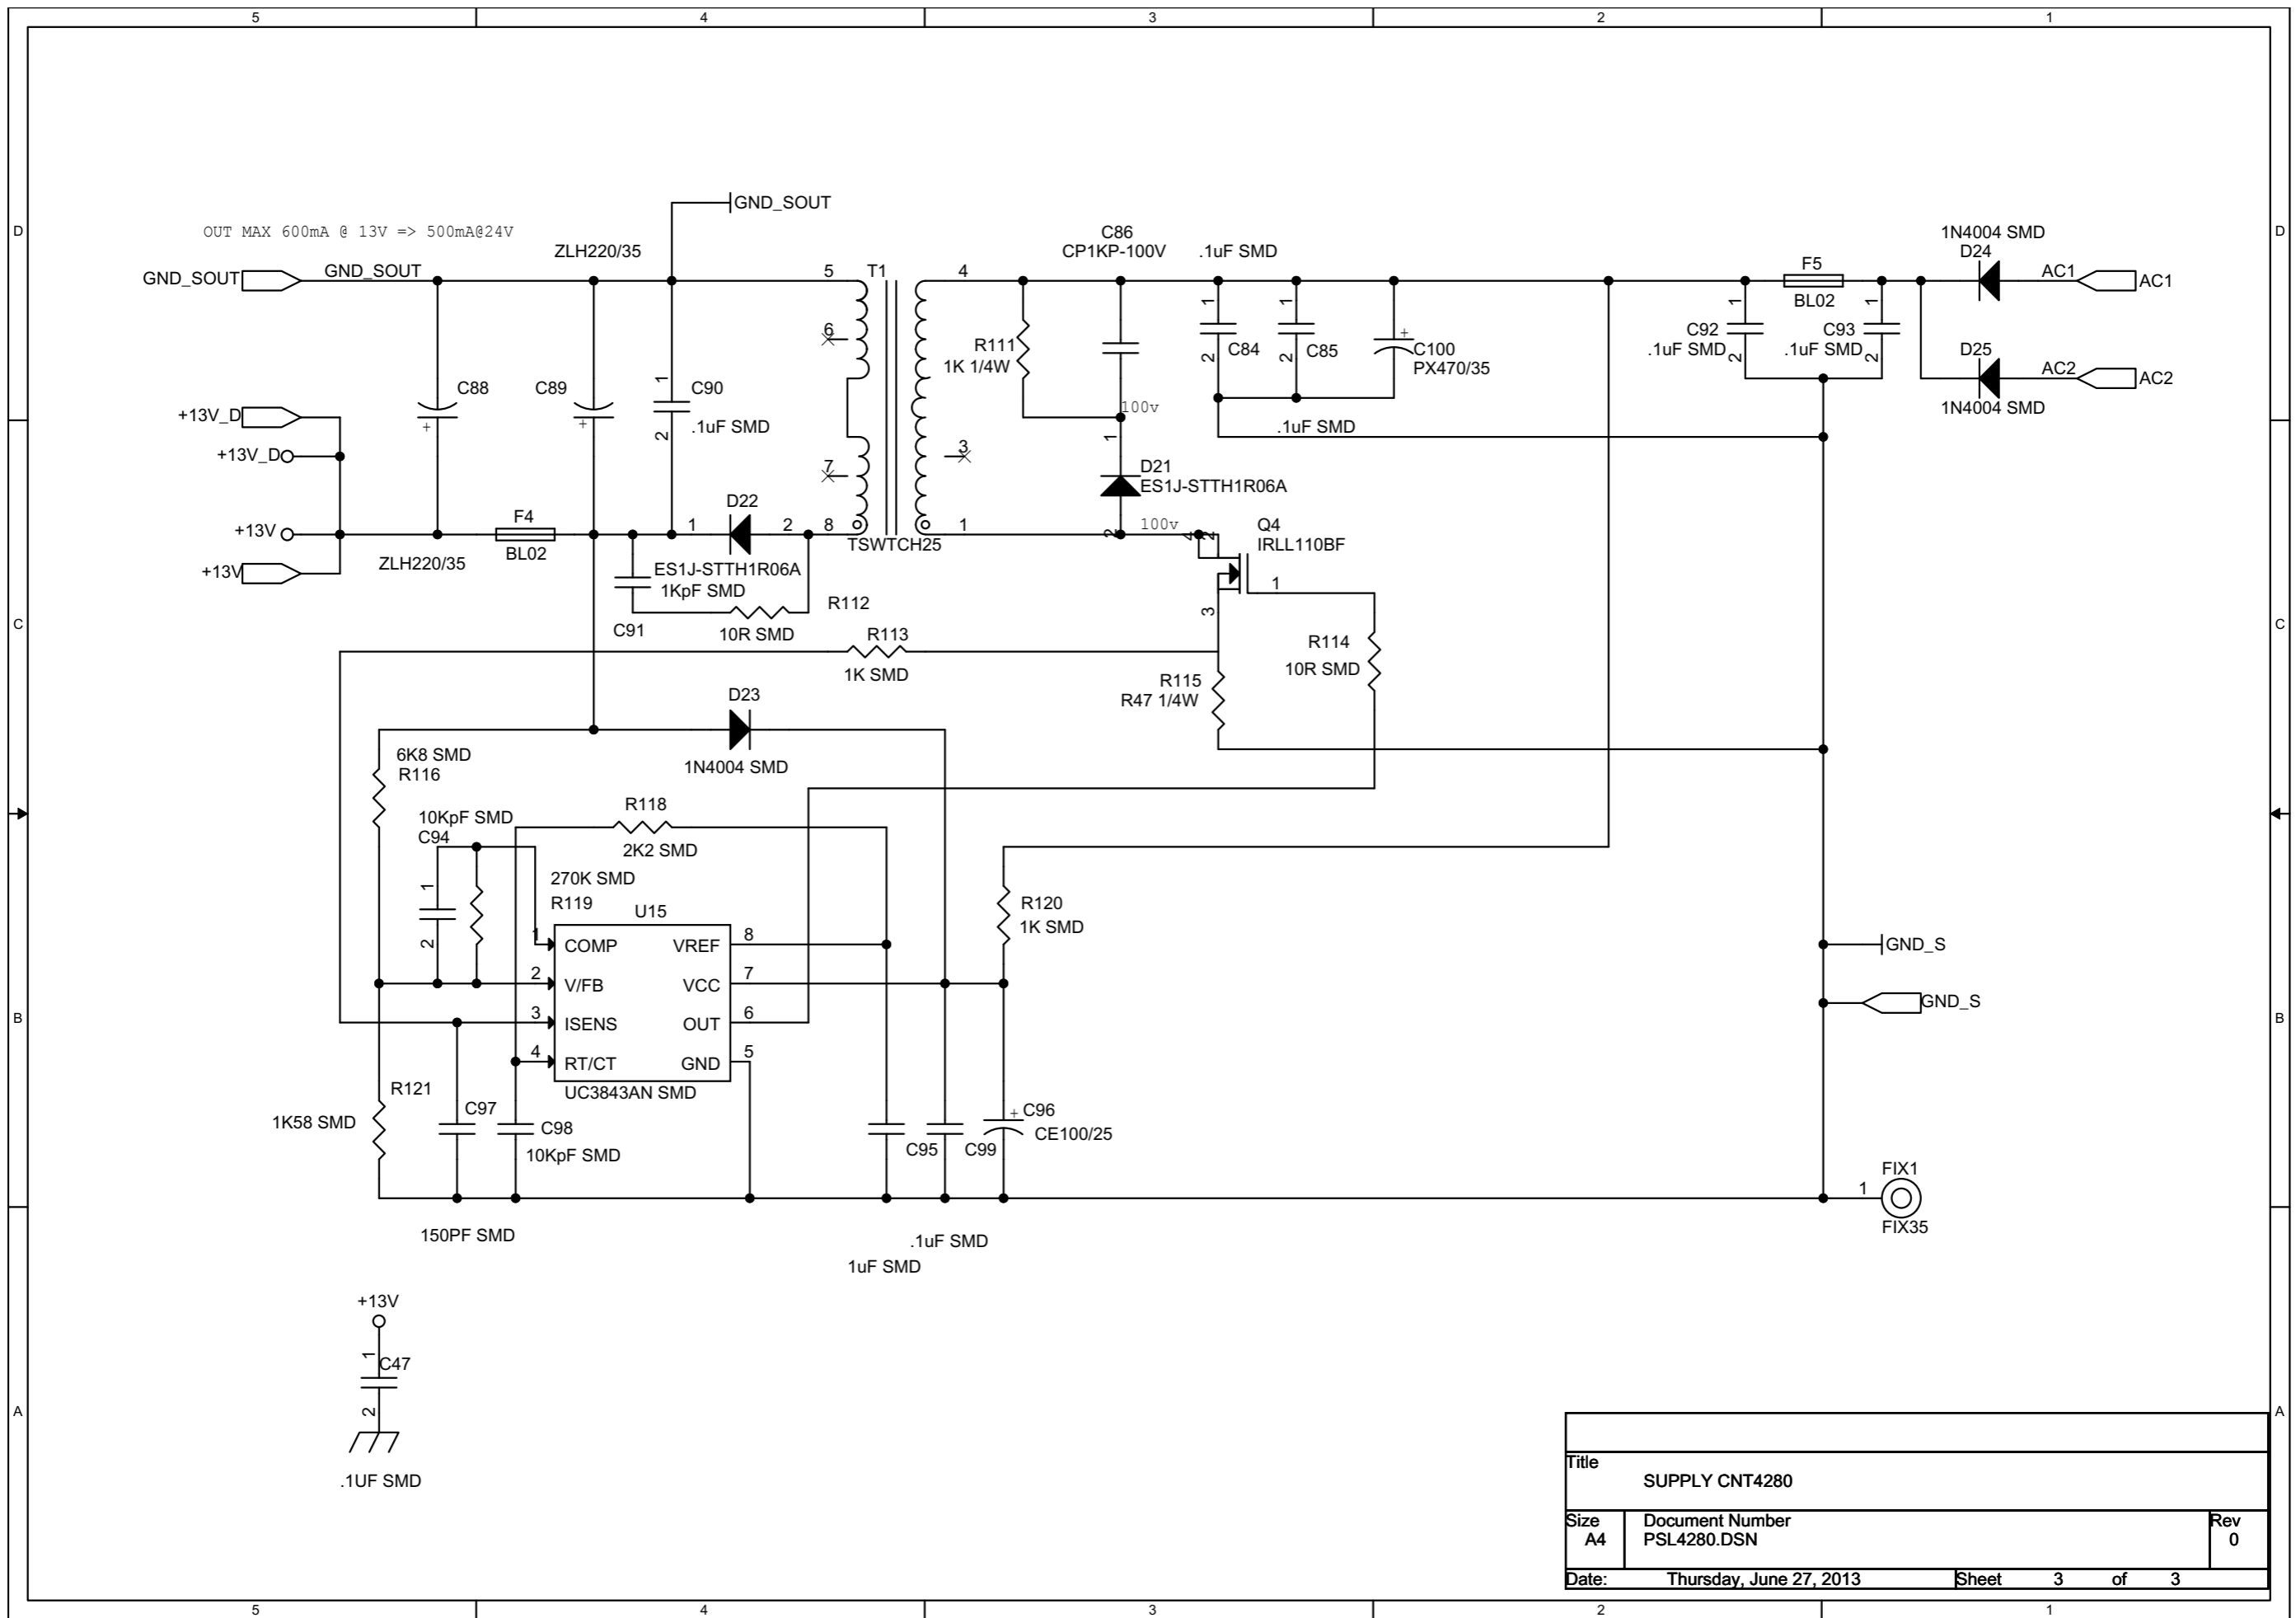 5 4 3 2 1
D
D
GND_SOUT
OUT MAX 600mA @ 13V => 500mA@24V
ZLH220/35
C86
CP1KP-100V
.1uF SMD
1N4004 SMD
D24
GND_SOUT
GND_SOUT
5
T1
4
F5
BL02
AC1
AC1
6
R111
1K 1/4W
1
2
C84
1
2
C85
+
C100
PX470/35
C92
.1uF SMD
1
2
C93
.1uF SMD
1
2
D25
AC2
AC2
1N4004 SMD
C88
+
C89
+
1
C90
2
.1uF SMD
100v
.1uF SMD
+13V_D
+13V_D
7
3
1
D21
ES1J-STTH1R06A
2
100v
+13V
+13V
ZLH220/35
F4
BL02
1
D22
2
8
TSWTCH25
1
4
2
Q4
IRLL110BF
1
3
ES1J-STTH1R06A
1KpF SMD
C91
10R SMD
R112
C
C
R113
1K SMD
R114
10R SMD
R115
R47 1/4W
D23
1N4004 SMD
6K8 SMD
R116
10KpF SMD
C94
1
2
R118
2K2 SMD
270K SMD
R119
U15
R120
1K SMD
1 COMP VREF 8
2 V/FB VCC 7
3 ISENS OUT 6
4 RT/CT GND 5
UC3843AN SMD
GND_S
GND_S
B
B
R121
1K58 SMD
C97
C98
10KpF SMD
C95
C99
+
C96
CE100/25
FIX1
1
FIX35
150PF SMD
.1uF SMD
1uF SMD
+13V
1
C47
2
.1UF SMD
A
A
Title
SUPPLY CNT4280
Size
A4
Document Number
PSL4280.DSN
Rev
0
Date: Thursday, June 27, 2013 Sheet 3 of 3
5 4 3 2 1